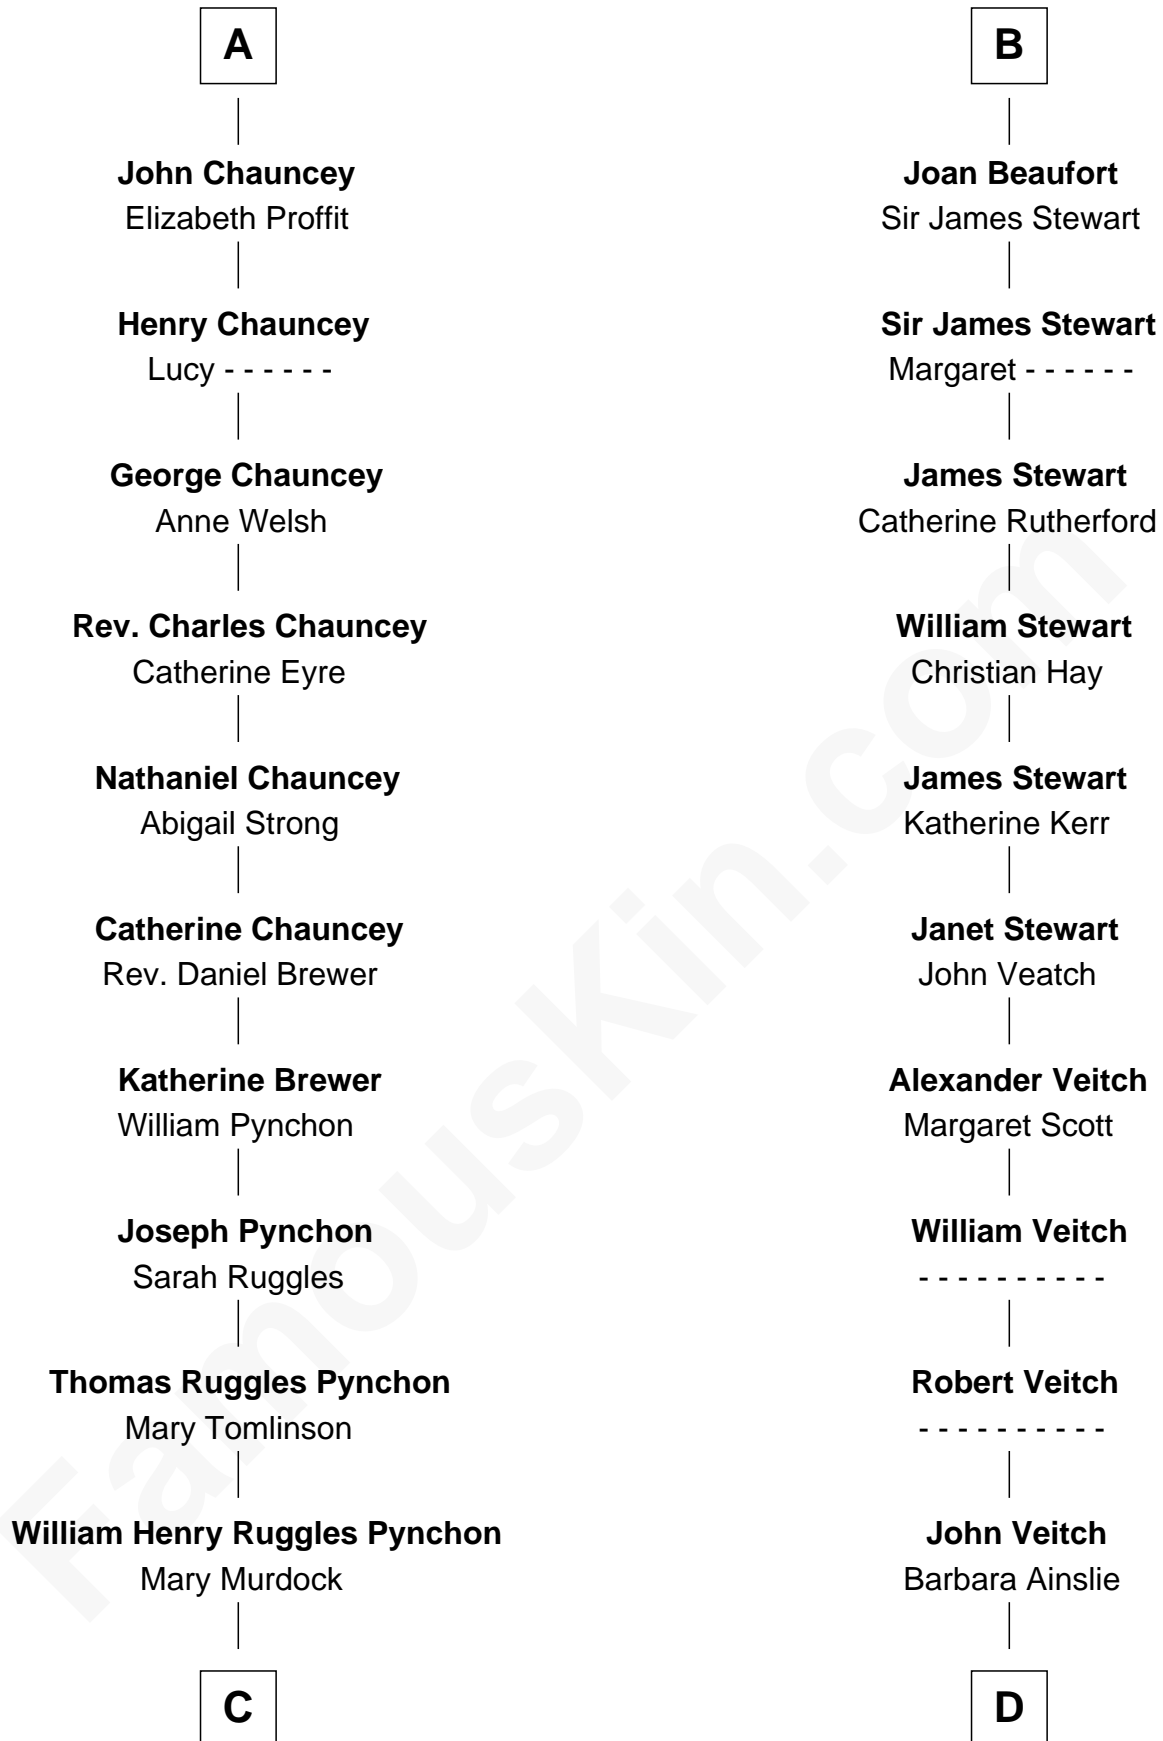 A
John Chauncey
Elizabeth Proffit
Henry Chauncey
Lucy - - - - - -
George Chauncey
Anne Welsh
Rev. Charles Chauncey
Catherine Eyre
Nathaniel Chauncey
Abigail Strong
Catherine Chauncey
Rev. Daniel Brewer
Katherine Brewer
William Pynchon
Joseph Pynchon
Sarah Ruggles
Thomas Ruggles Pynchon
Mary Tomlinson
William Henry Ruggles Pynchon
Mary Murdock
C
B
Joan Beaufort
Sir James Stewart
Sir James Stewart
Margaret - - - - - -
James Stewart
Catherine Rutherford
William Stewart
Christian Hay
James Stewart
Katherine Kerr
Janet Stewart
John Veatch
Alexander Veitch
Margaret Scott
William Veitch
- - - - - - - - - -
Robert Veitch
- - - - - - - - - -
John Veitch
Barbara Ainslie
D
FamousKin.com